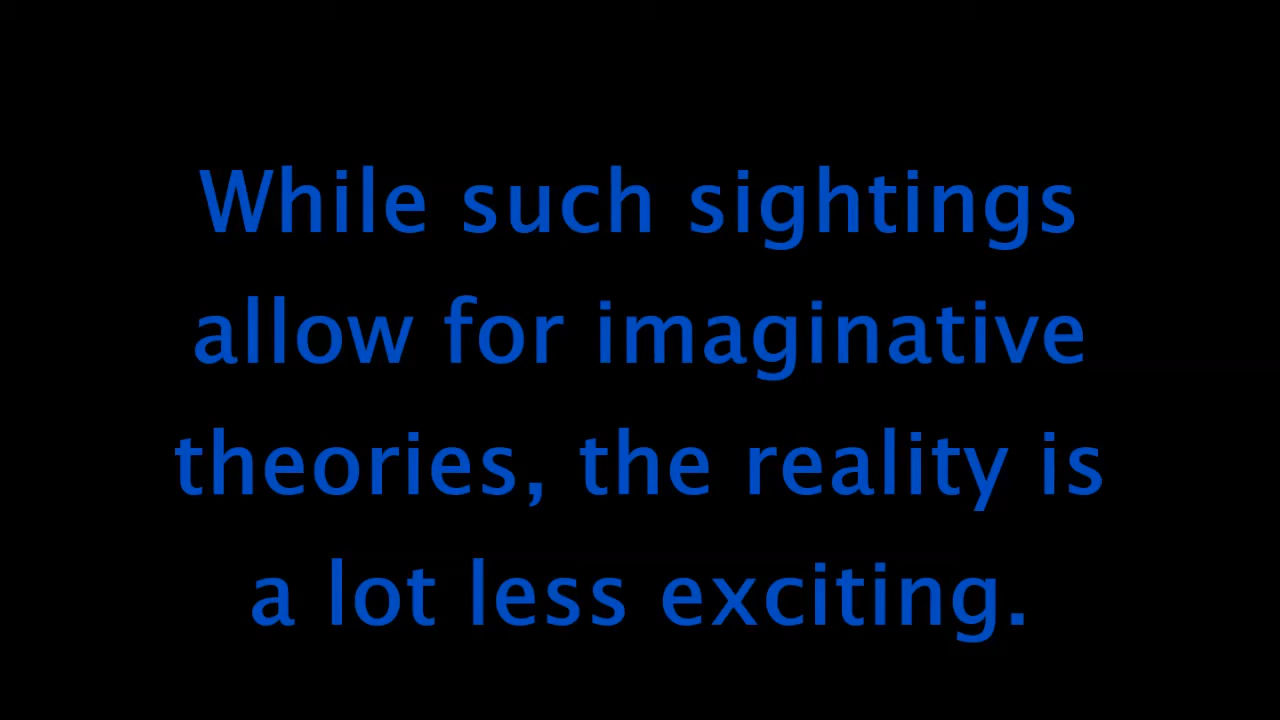 While such sightings
allow for imaginative
theories, the reality is
a lot less exciting.